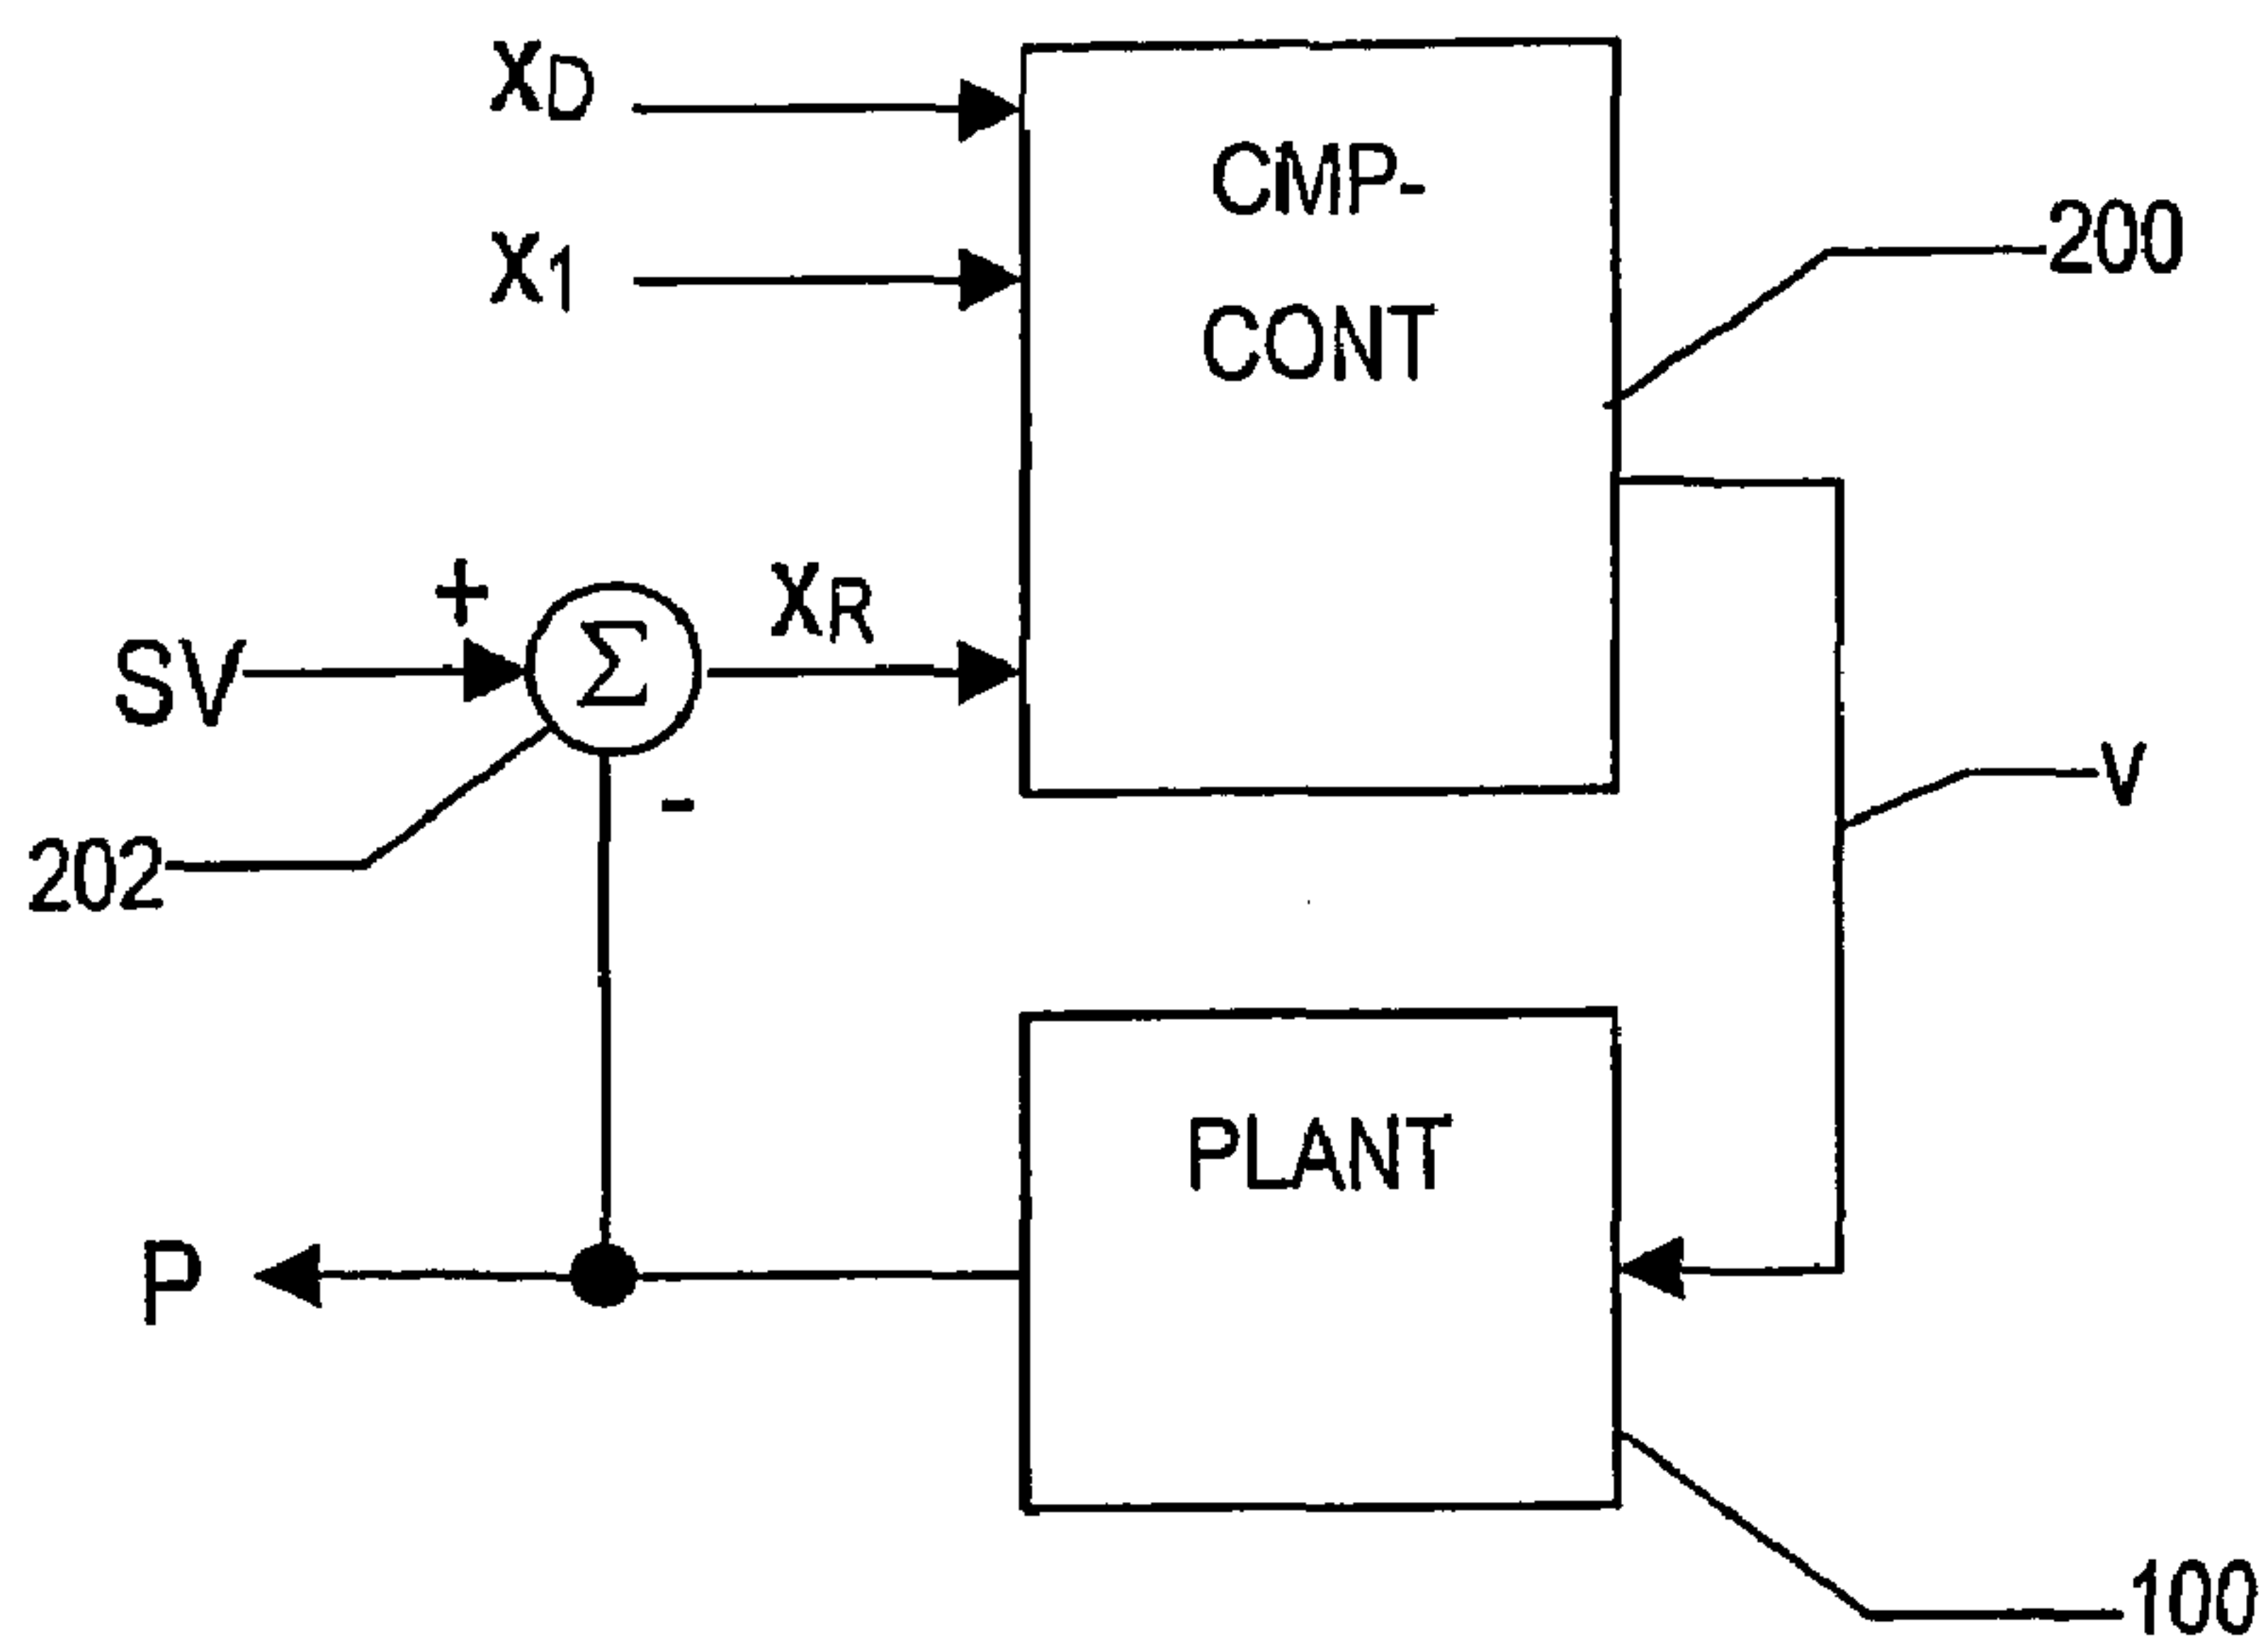 XD
X1
CMP-
CONT
200
+
SV
Σ
XR
-
202
V
PLANT
P
100